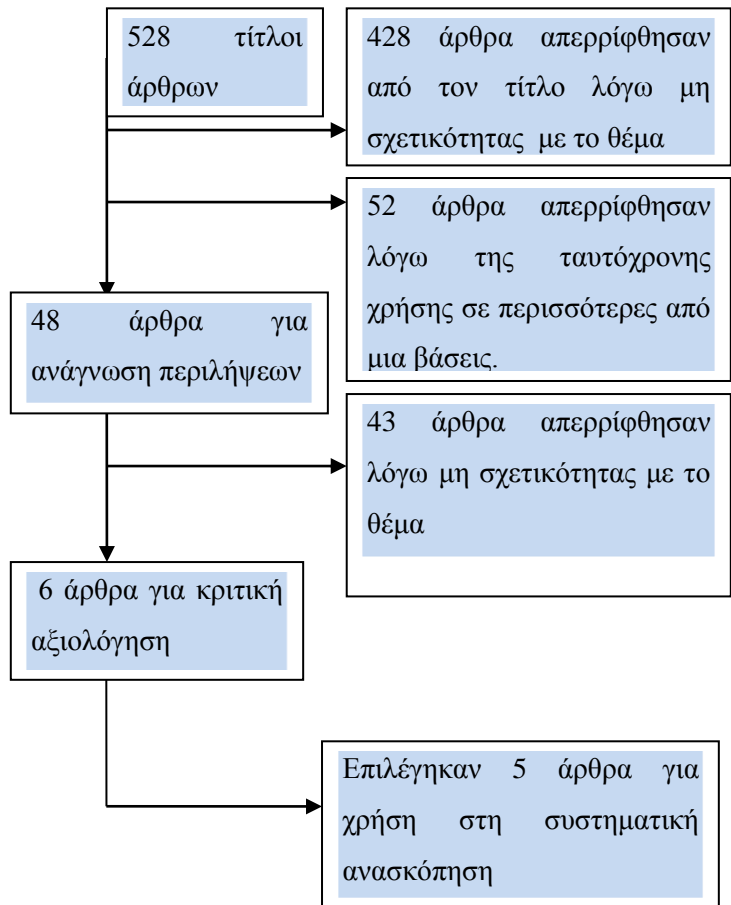 528 τίτλοι
άρθρων
428 άρθρα απερρίφθησαν
από τον τίτλο λόγω μη
σχετικότητας με το θέμα
52 άρθρα απερρίφθησαν
λόγω της ταυτόχρονης
χρήσης σε περισσότερες από
μια βάσεις.
48 άρθρα για
ανάγνωση περιλήψεων
43 άρθρα απερρίφθησαν
λόγω μη σχετικότητας με το
θέμα
6 άρθρα για κριτική
αξιολόγηση
Επιλέγηκαν 5 άρθρα για
χρήση στη συστηματική
ανασκόπηση